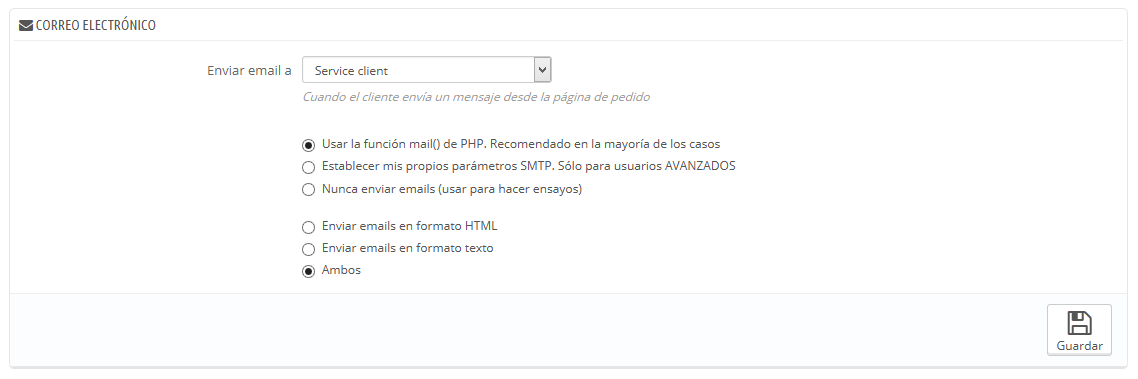 CORREO ELECTRÓNICO
Enviar email a Service client
Cuando el cliente envía un mensaje desde la página de pedido
Usar la función mail() de PHP. Recomendado en la mayoría de los casos
Establecer mis propios parámetros SMTP. Sólo para usuarios AVANZADOS
Nunca enviar emails (usar para hacer ensayos)
Enviar emails en formato HTML
Enviar emails en formato texto
Ambos
Guardar